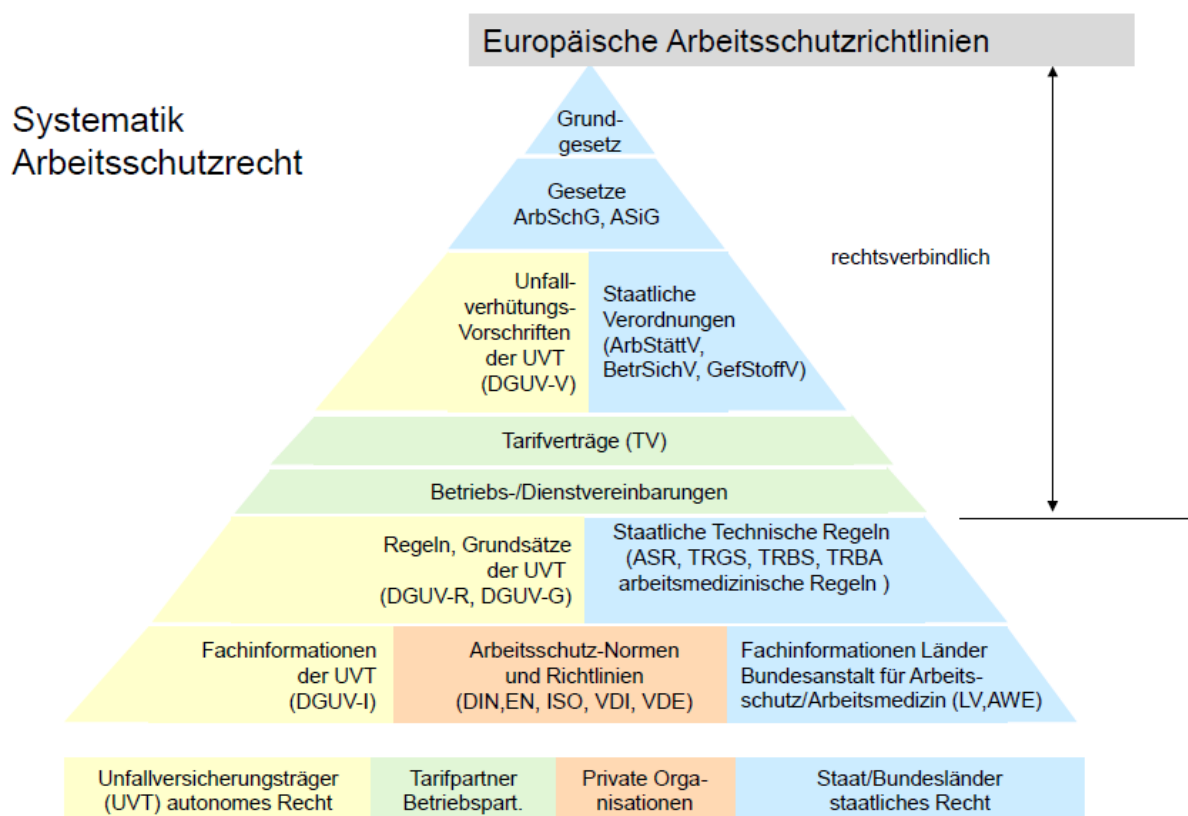 Europäische Arbeitsschutzrichtlinien
Systematik
Arbeitsschutzrecht
Grund-
gesetz
Gesetze
ArbSchG, ASiG
rechtsverbindlich
Unfall-
verhütungs-
Vorschriften
der UVT
(DGUV-V)
Staatliche
Verordnungen
(ArbStättV,
BetrSichV, GefStoffV)
Tarifverträge (TV)
Betriebs-/Dienstvereinbarungen
Regeln, Grundsätze
der UVT
(DGUV-R, DGUV-G)
Staatliche Technische Regeln
(ASR, TRGS, TRBS, TRBA
arbeitsmedizinische Regeln )
Fachinformationen
der UVT
(DGUV-I)
Arbeitsschutz-Normen
und Richtlinien
(DIN,EN, ISO, VDI, VDE)
Fachinformationen Länder
Bundesanstalt für Arbeits-
schutz/Arbeitsmedizin (LV,AWE)
Unfallversicherungsträger
(UVT) autonomes Recht
Tarifpartner
Betriebspart.
Private Orga-
nisationen
Staat/Bundesländer
staatliches Recht